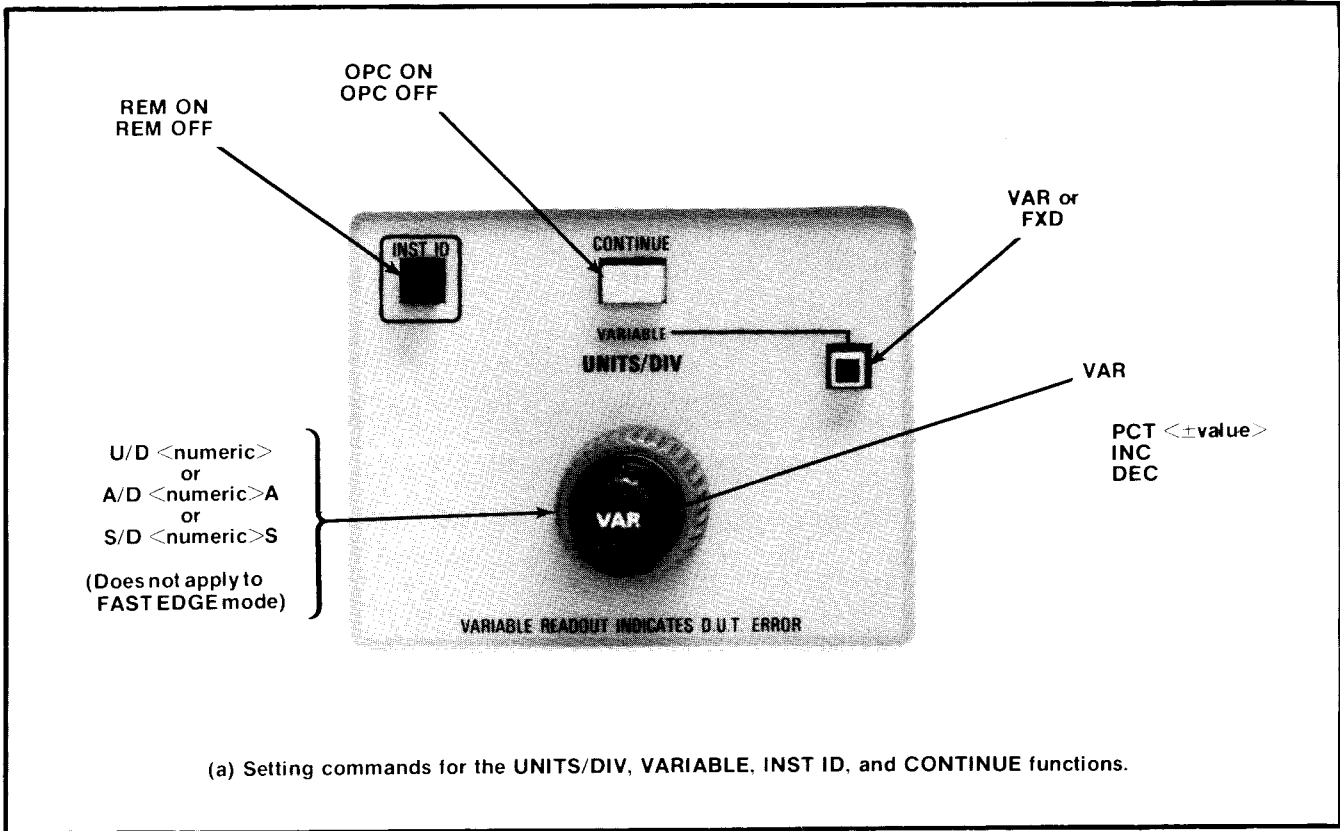 OPC ON
OPC OFF
REM ON
REM OFF
VAR or
FXD
INST ID
CONTINUE
VARIABLE
UNITS/DIV
VAR
PCT <±value>
INC
DEC
U/D <numeric>
or
A/D <numeric>A
or
S/D <numeric>S
(Does not apply to
FAST EDGE mode)
VAR
VARIABLE READOUT INDICATES D.U.T. ERROR
(a) Setting commands for the UNITS/DIV, VARIABLE, INST ID, and CONTINUE functions.